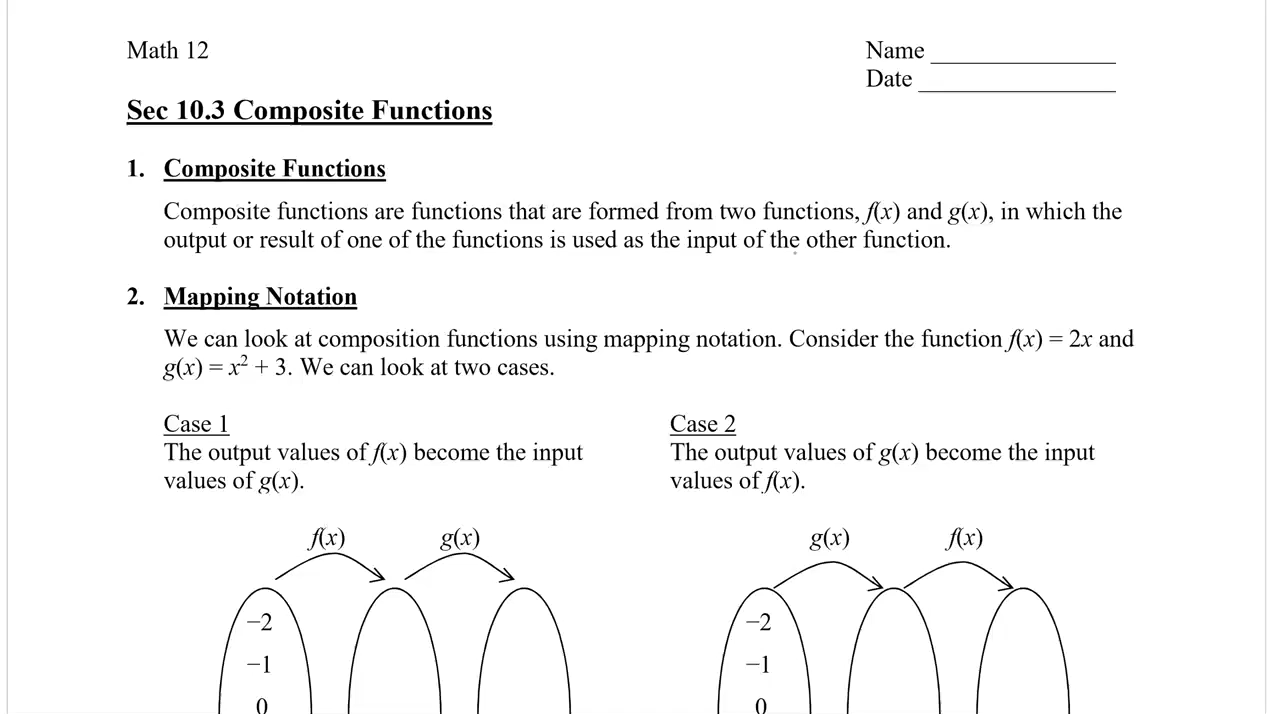 Math 12
Name _______________
Date ________________
Sec 10.3 Composite Functions
1. Composite Functions
Composite functions are functions that are formed from two functions, f(x) and g(x), in which the
output or result of one of the functions is used as the input of the other function.
2. Mapping Notation
We can look at composition functions using mapping notation. Consider the function f(x) = 2x and
g(x) = x² + 3. We can look at two cases.
Case 1
The output values of f(x) become the input
values of g(x).
f(x) g(x)
−2
−1
0
Case 2
The output values of g(x) become the input
values of f(x).
g(x) f(x)
−2
−1
0